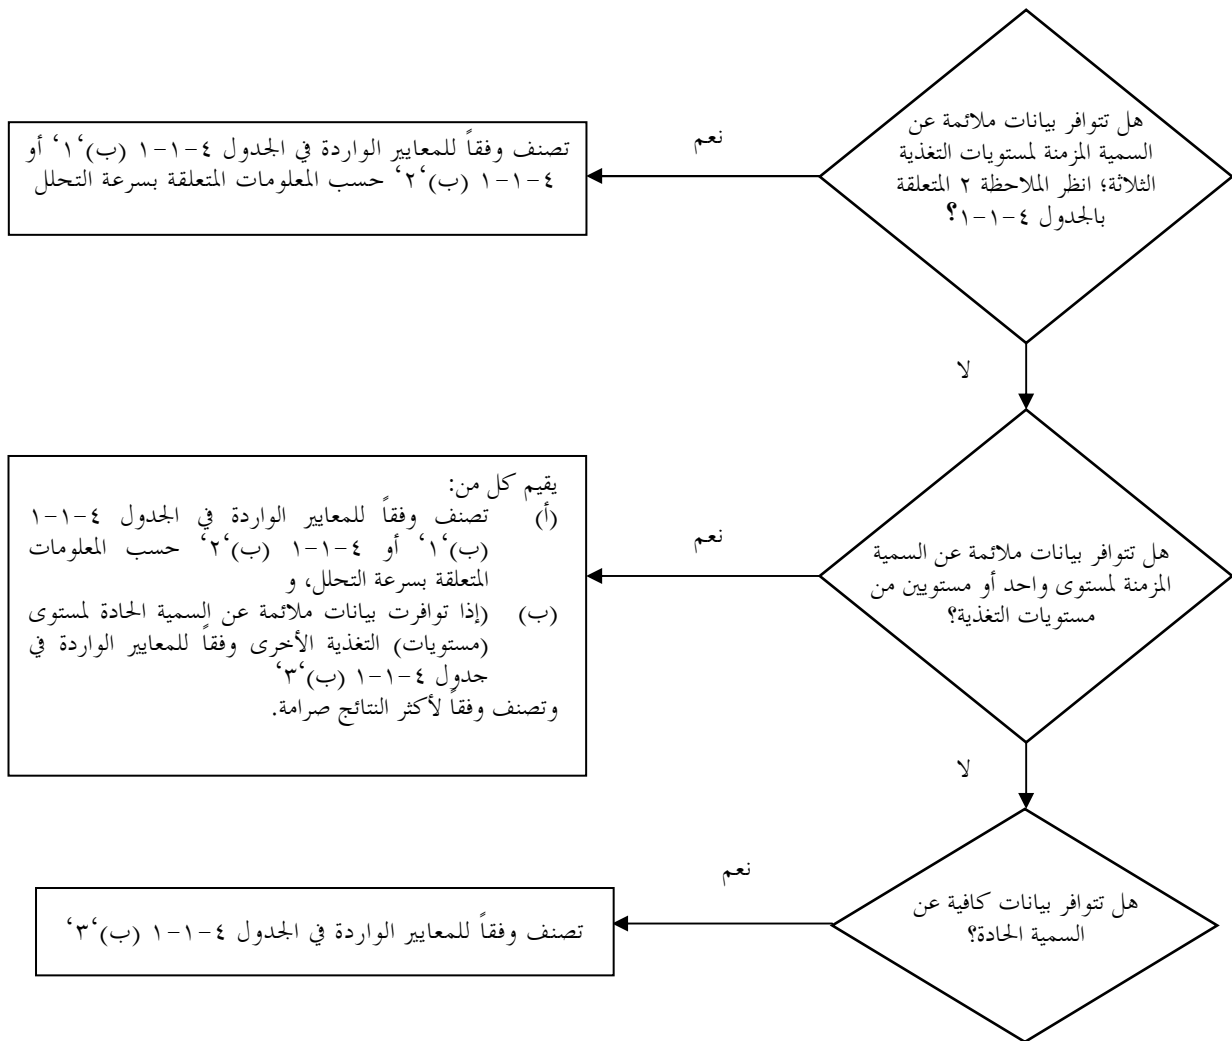 هل تتوافر بيانات ملائمة عن
السمية المزمنة لمستويات التغذية
الثلاثة؛ انظر الملاحظة ٢ المتعلقة
بالجدول ٤-١-١؟
نعم
تصنف وفقاً للمعايير الواردة في الجدول ٤-١-١ (ب)‘١‘ أو
٤-١-١ (ب)‘٢‘ حسب المعلومات المتعلقة بسرعة التحلل
لا
هل تتوافر بيانات ملائمة عن السمية
المزمنة لمستوى واحد أو مستويين من
مستويات التغذية؟
نعم
يقيم كل من:
(أ) تصنف وفقاً للمعايير الواردة في الجدول ٤-١-١
(ب)‘١‘ أو ٤-١-١ (ب)‘٢‘ حسب المعلومات
المتعلقة بسرعة التحلل، و
(ب) (إذا توافرت بيانات ملائمة عن السمية الحادة لمستوى
(مستويات) التغذية الأخرى وفقاً للمعايير الواردة في
جدول ٤-١-١ (ب)‘٣‘
وتصنف وفقاً لأكثر النتائج صرامة.
لا
هل تتوافر بيانات كافية عن
السمية الحادة؟
نعم
تصنف وفقاً للمعايير الواردة في الجدول ٤-١-١ (ب)‘٣‘